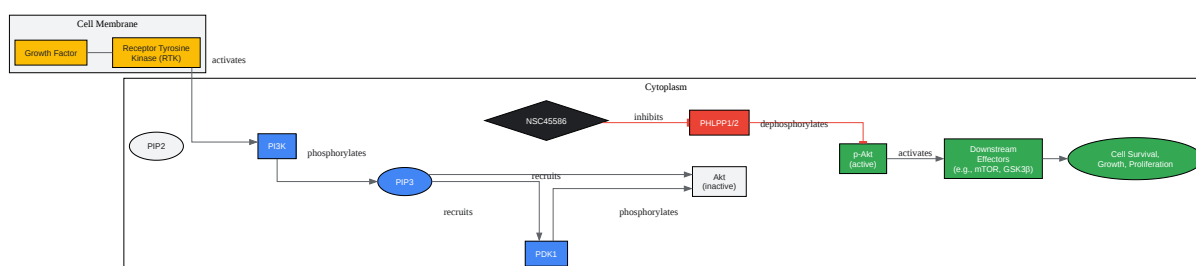 Cell Membrane
Growth Factor
Receptor Tyrosine
Kinase (RTK)
activates
Cytoplasm
NSC45586
inhibits
PHLPP1/2
dephosphorylates
PIP2
PI3K
phosphorylates
p-Akt
(active)
activates
Downstream
Effectors
(e.g., mTOR, GSK3β)
Cell Survival,
Growth, Proliferation
PIP3
recruits
Akt
(inactive)
recruits
phosphorylates
PDK1